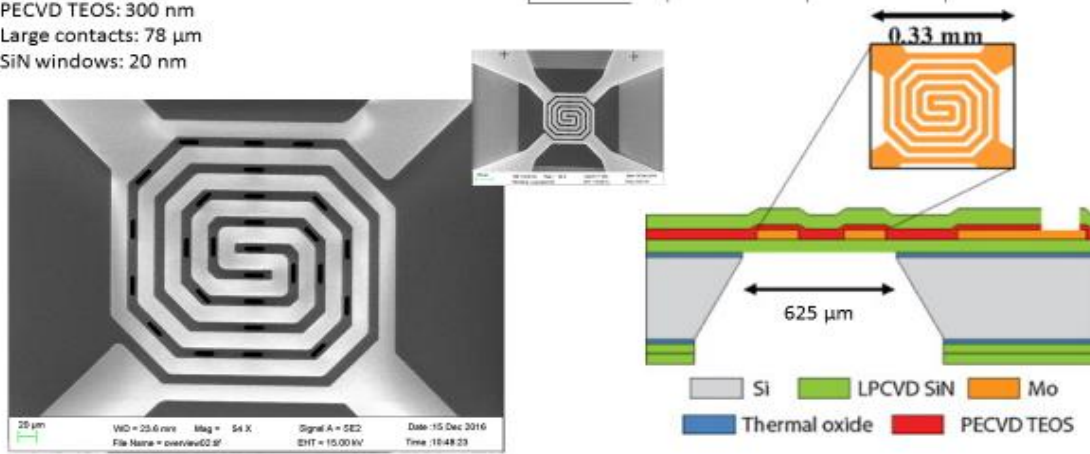 PECVD TEOS: 300 nm
Large contacts: 78 µm
SiN windows: 20 nm
0.33 mm
625 µm
Si
LPCVD SiN
Mo
Thermal oxide
PECVD TEOS
20 µm
WD = 23.6 mm Mag = 54 X Signal A = SE2 Date :15 Dec 2016
File Name = overview02.tif EHT = 15.00 kV Time :10:48:23